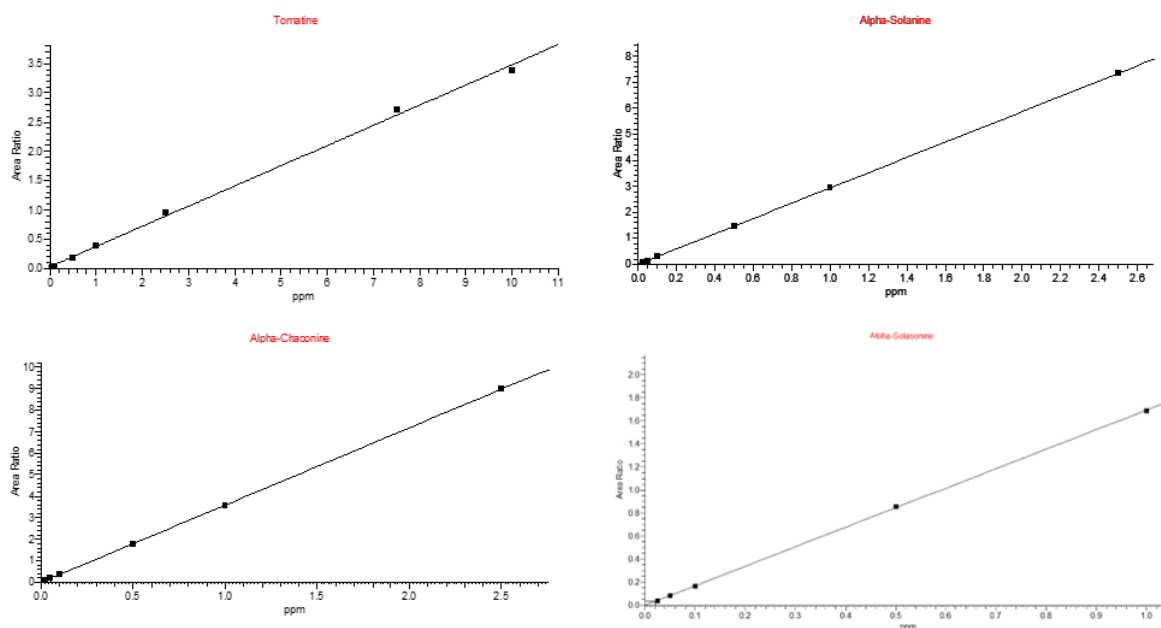 Tomatine
Area Ratio
3.5
3.0
2.5
2.0
1.5
1.0
0.5
0.0
0 1 2 3 4 5 6 7 8 9 10 11
ppm
Alpha-Solanine
Area Ratio
8
7
6
5
4
3
2
1
0
0.0 0.2 0.4 0.6 0.8 1.0 1.2 1.4 1.6 1.8 2.0 2.2 2.4 2.6
ppm
Alpha-Chaconine
Area Ratio
10
9
8
7
6
5
4
3
2
1
0
0.0 0.5 1.0 1.5 2.0 2.5
ppm
Alpha-Solasonine
Area Ratio
2.0
1.8
1.6
1.4
1.2
1.0
0.8
0.6
0.4
0.2
0.0
0.0 0.1 0.2 0.3 0.4 0.5 0.6 0.7 0.8 0.9 1.0
ppm